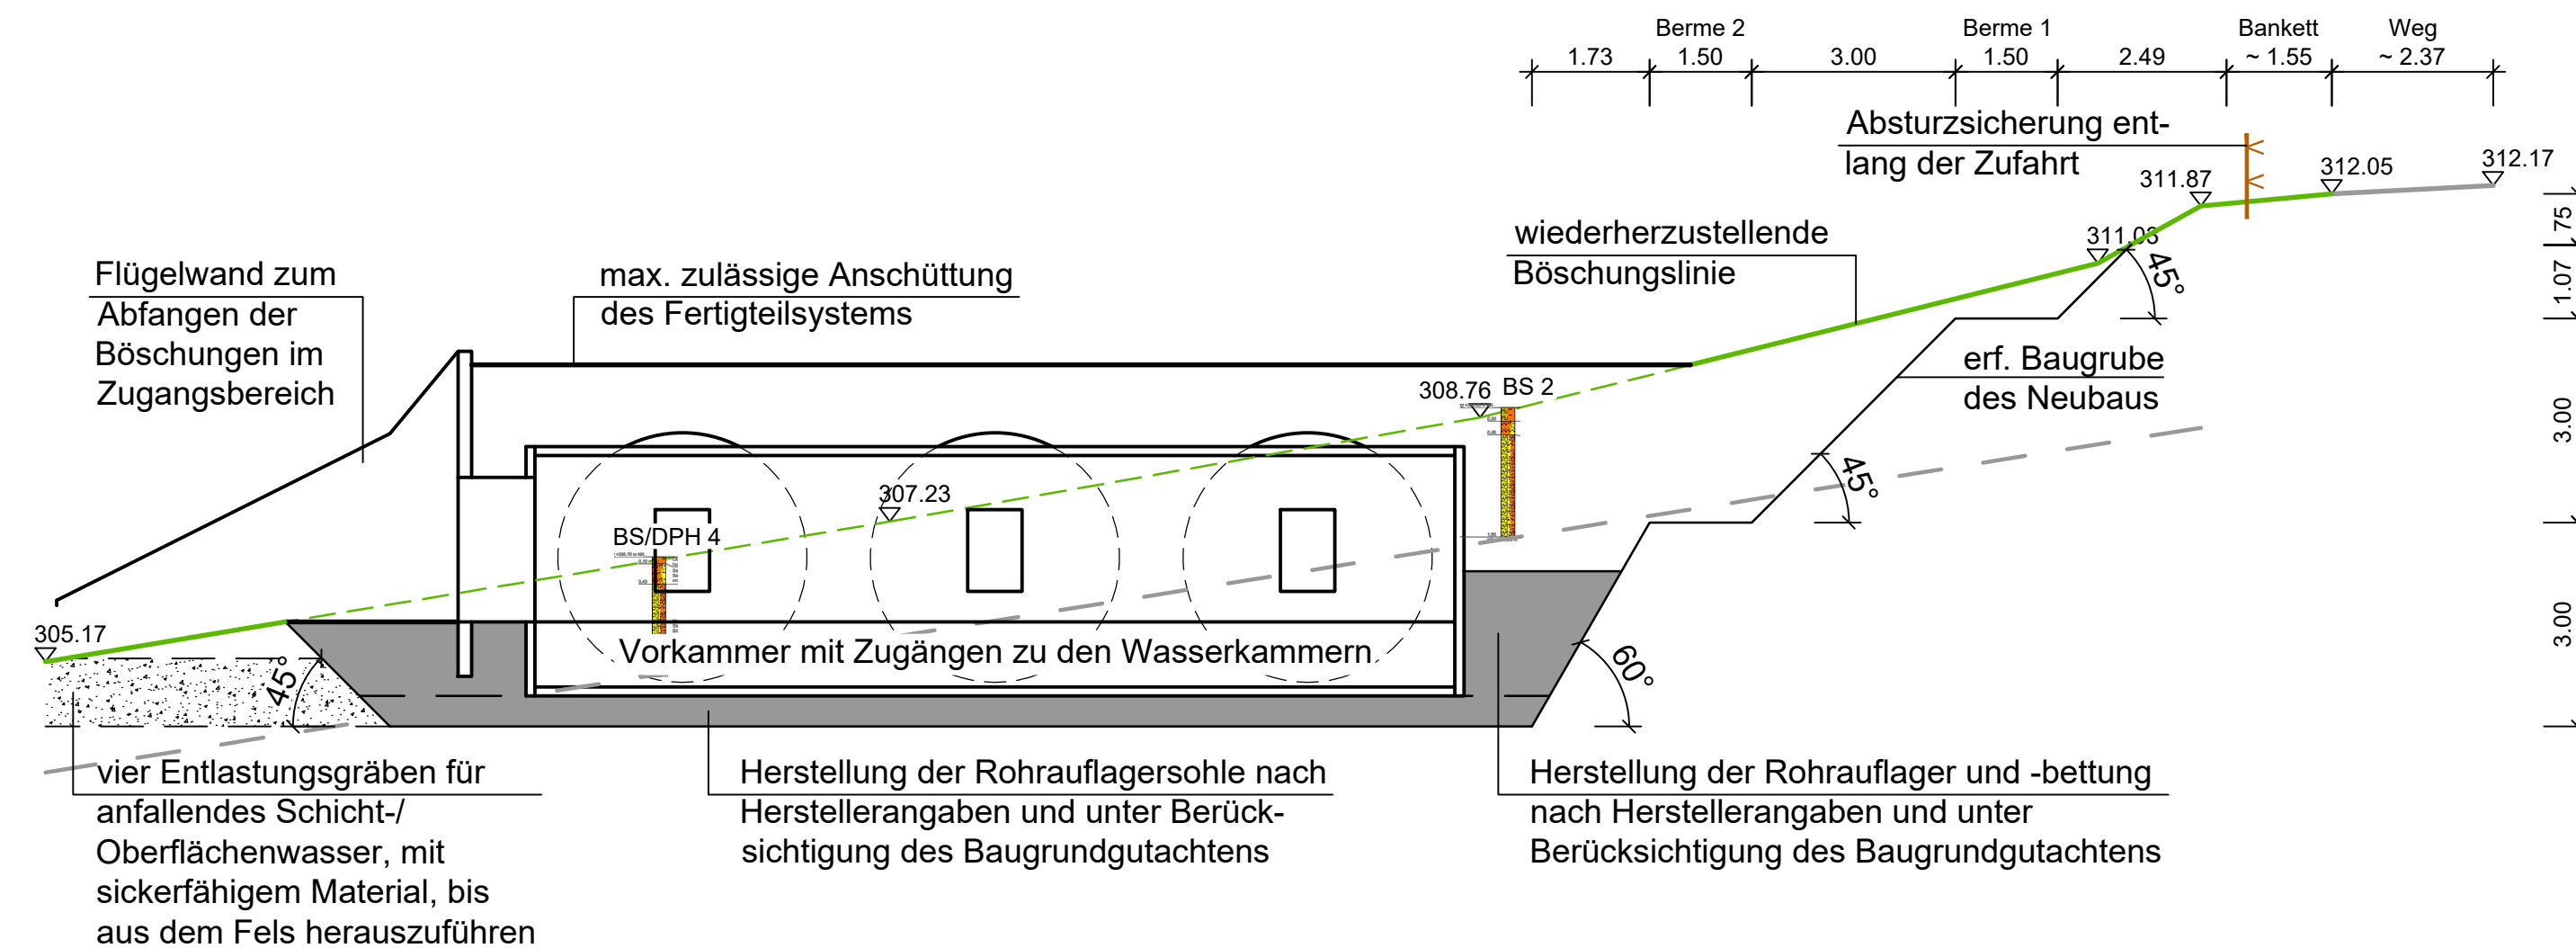 Berme 2
Berme 1
Bankett
Weg
1.73
1.50
3.00
1.50
2.49
~ 1.55
~ 2.37
Absturzsicherung ent-
lang der Zufahrt
311.87
312.05
312.17
311.03
45°
75
1.07
3.00
3.00
wiederherzustellende
Böschungslinie
Flügelwand zum
Abfangen der
Böschungen im
Zugangsbereich
max. zulässige Anschüttung
des Fertigteilsystems
erf. Baugrube
des Neubaus
308.76
BS 2
45°
307.23
BS/DPH 4
305.17
45°
Vorkammer mit Zugängen zu den Wasserkammern
60°
vier Entlastungsgräben für
anfallendes Schicht-/
Oberflächenwasser, mit
sickerfähigem Material, bis
aus dem Fels herauszuführen
Herstellung der Rohrauflagersohle nach
Herstellerangaben und unter Berück-
sichtigung des Baugrundgutachtens
Herstellung der Rohrauflager und -bettung
nach Herstellerangaben und unter
Berücksichtigung des Baugrundgutachtens